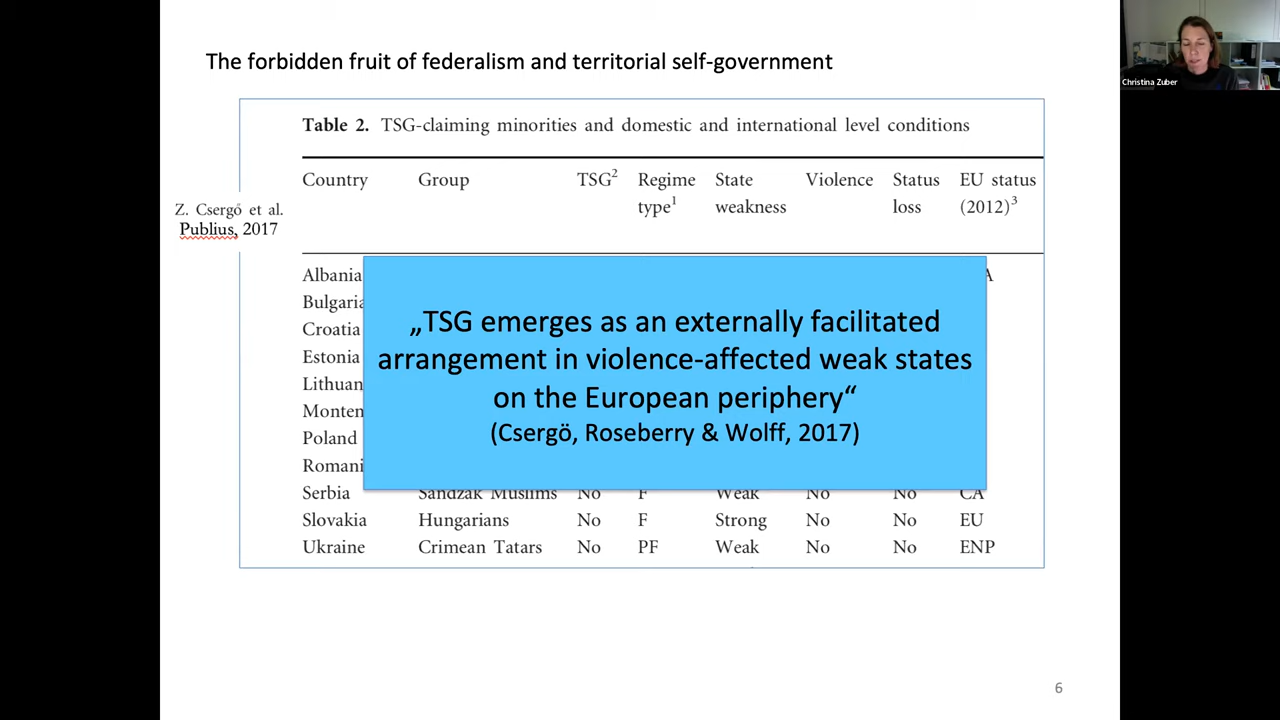 The forbidden fruit of federalism and territorial self-government
Christina Zuber
Table 2. TSG-claiming minorities and domestic and international level conditions
Country Group TSG² Regime type¹ State weakness Violence Status loss EU status (2012)³
Z. Csergő et al.
Publius, 2017
Albania A
Bulgaria
Croatia
Estonia
Lithuan
Monten
Poland
Romani
„TSG emerges as an externally facilitated
arrangement in violence-affected weak states
on the European periphery“
(Csergö, Roseberry & Wolff, 2017)
Serbia Sandzak Muslims No F Weak No No CA
Slovakia Hungarians No F Strong No No EU
Ukraine Crimean Tatars No PF Weak No No ENP
6